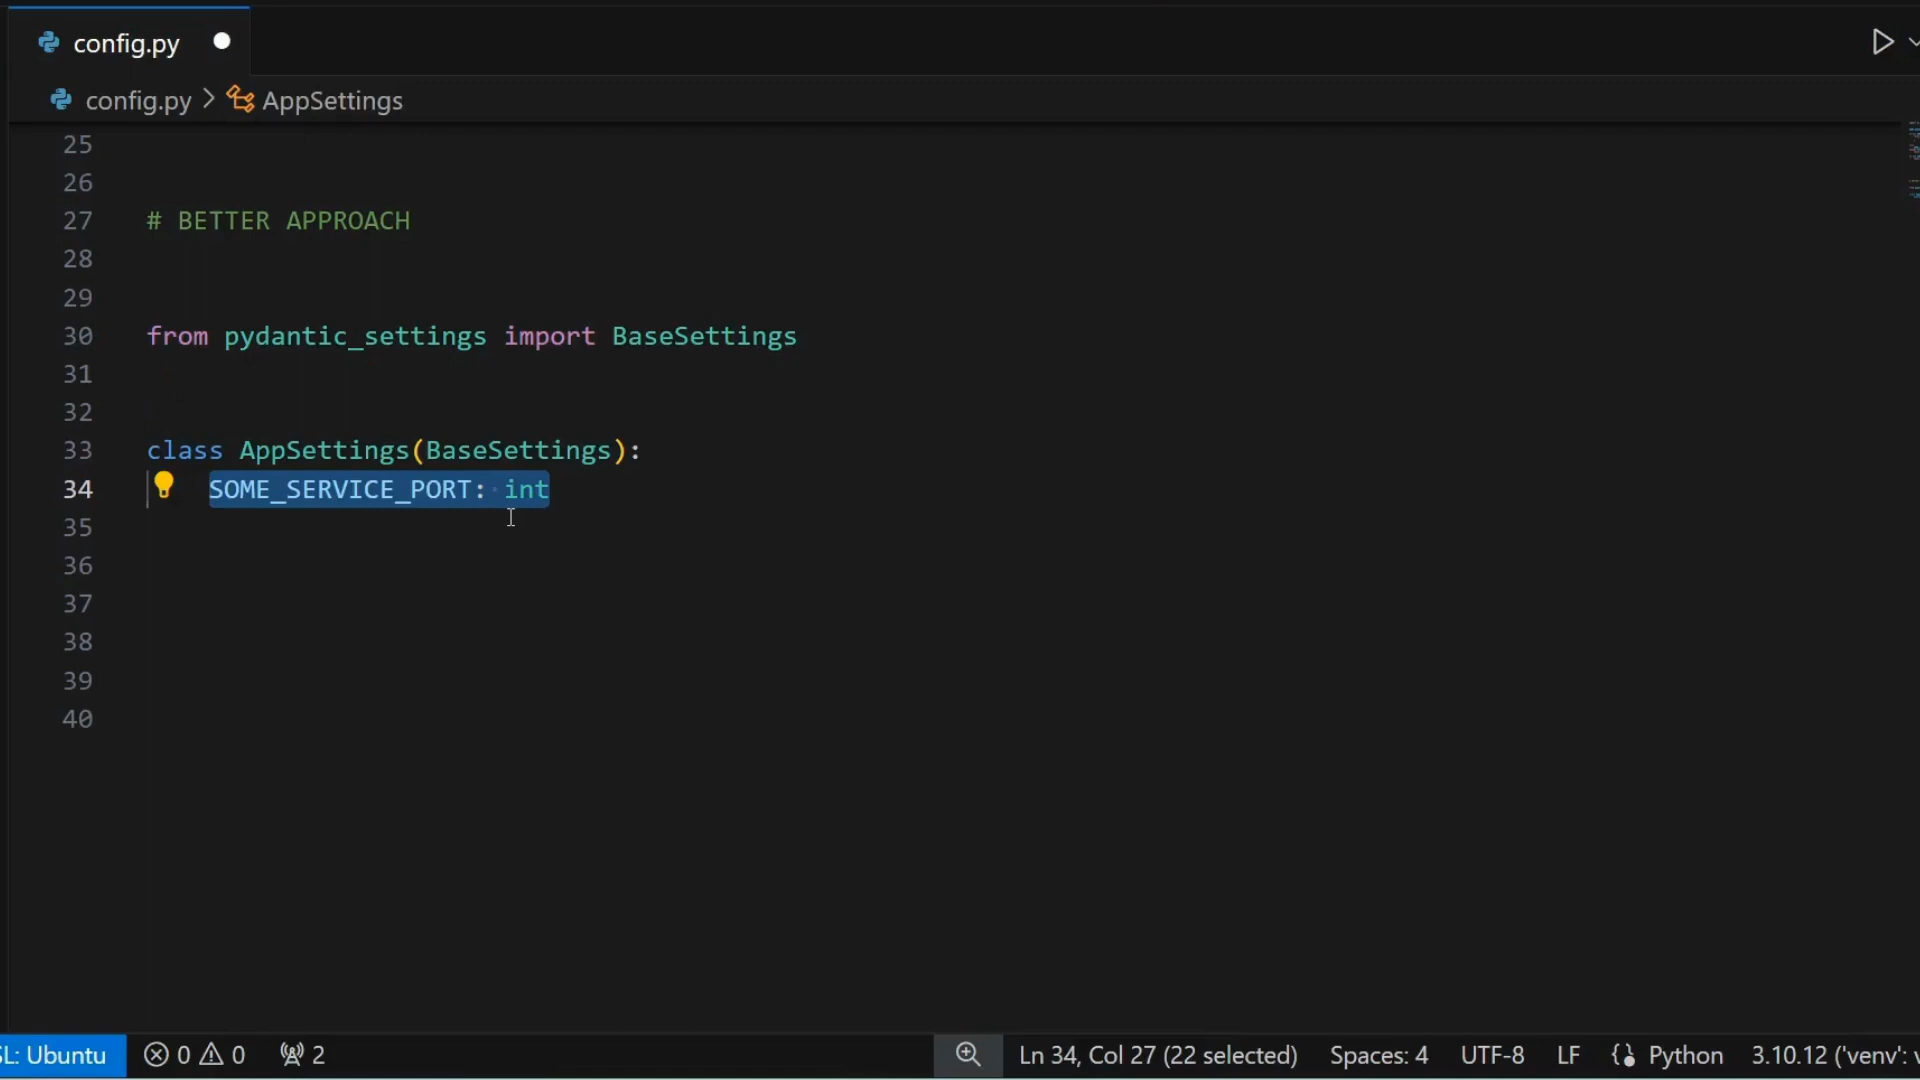 config.py
config.py > AppSettings
25
26
27 # BETTER APPROACH
28
29
30 from pydantic_settings import BaseSettings
31
32
33 class AppSettings(BaseSettings):
34 SOME_SERVICE_PORT: int
35
36
37
38
39
40
SL: Ubuntu 0 0 2 Ln 34, Col 27 (22 selected) Spaces: 4 UTF-8 LF Python 3.10.12 ('venv':